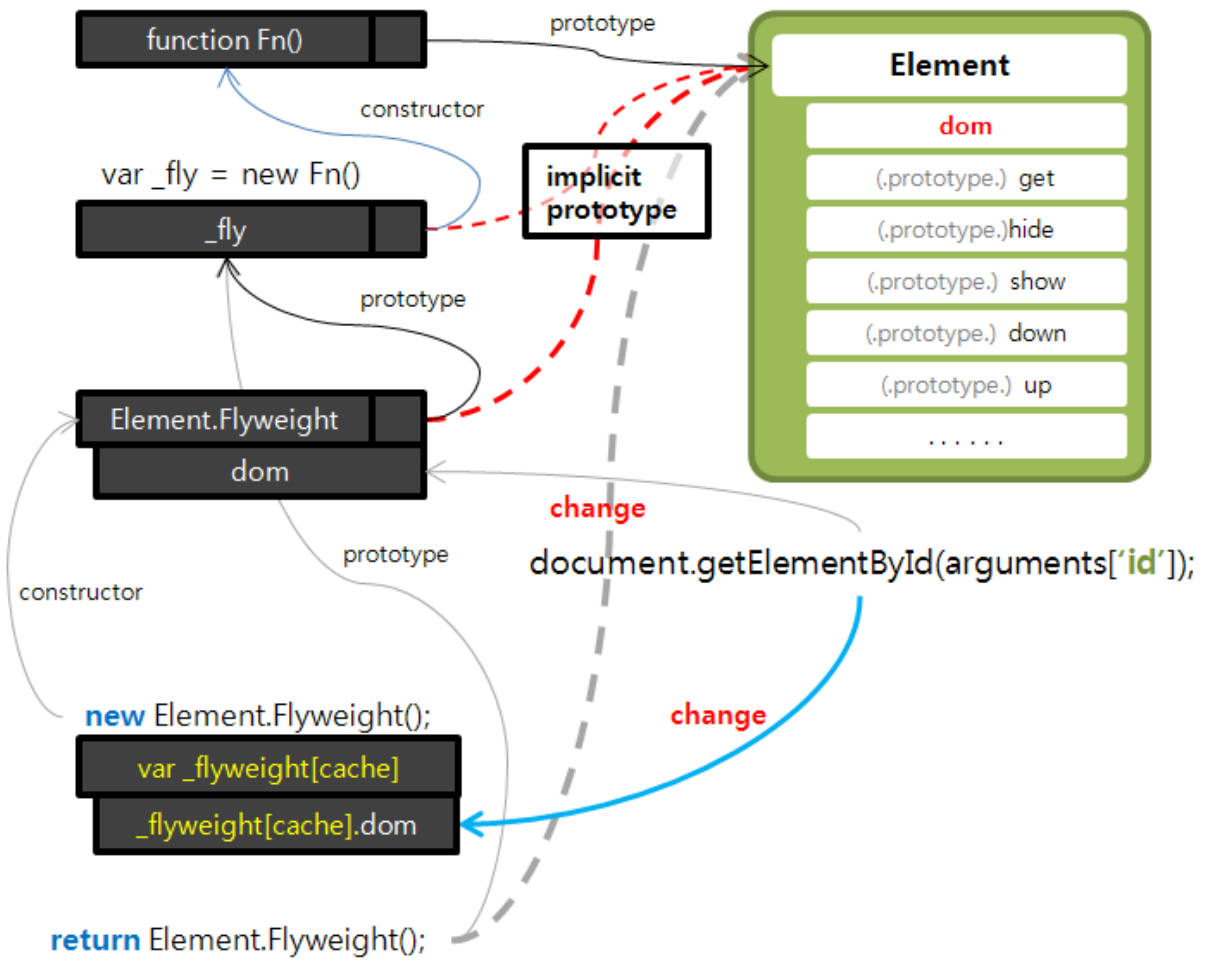 function Fn()
prototype
Element
dom
(.prototype.) get
(.prototype.)hide
(.prototype.) show
(.prototype.) down
(.prototype.) up
. . . . . .
constructor
var _fly = new Fn()
_fly
implicit
prototype
prototype
Element.Flyweight
dom
change
document.getElementById(arguments[‘id’]);
prototype
constructor
new Element.Flyweight();
change
var _flyweight[cache]
_flyweight[cache].dom
return Element.Flyweight();